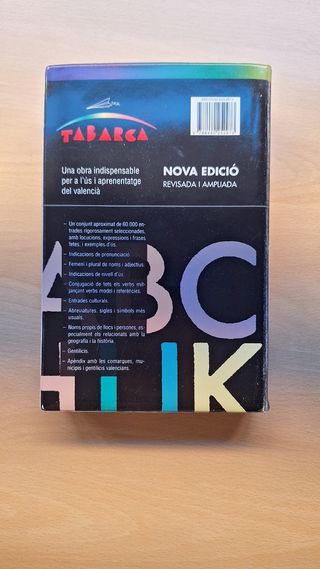 TABARCA
Una obra indispensable
per a l'ús i aprenentatge
del valencià
NOVA EDICIÓ
REVISADA I AMPLIADA
– Un conjunt aproximat de 60 000 en-
trades rigorosament seleccionades,
amb locucions, expressions i frases
fetes, i exemples d'ús.
– Indicacions de pronunciació.
– Femení i plural de noms i adjectius.
– Indicacions de nivell d'ús.
– Conjugació de tots els verbs mit-
jançant verbs model i referències.
– Entrades culturals.
– Abreviatures, sigles i símbols més
usuals.
– Noms propis de llocs i persones, es-
pecialment els relacionats amb la
geografia i la història.
– Gentilicis.
– Apèndix amb les comarques, mu-
nicipis i gentilicis valencians.
ABC
IJK